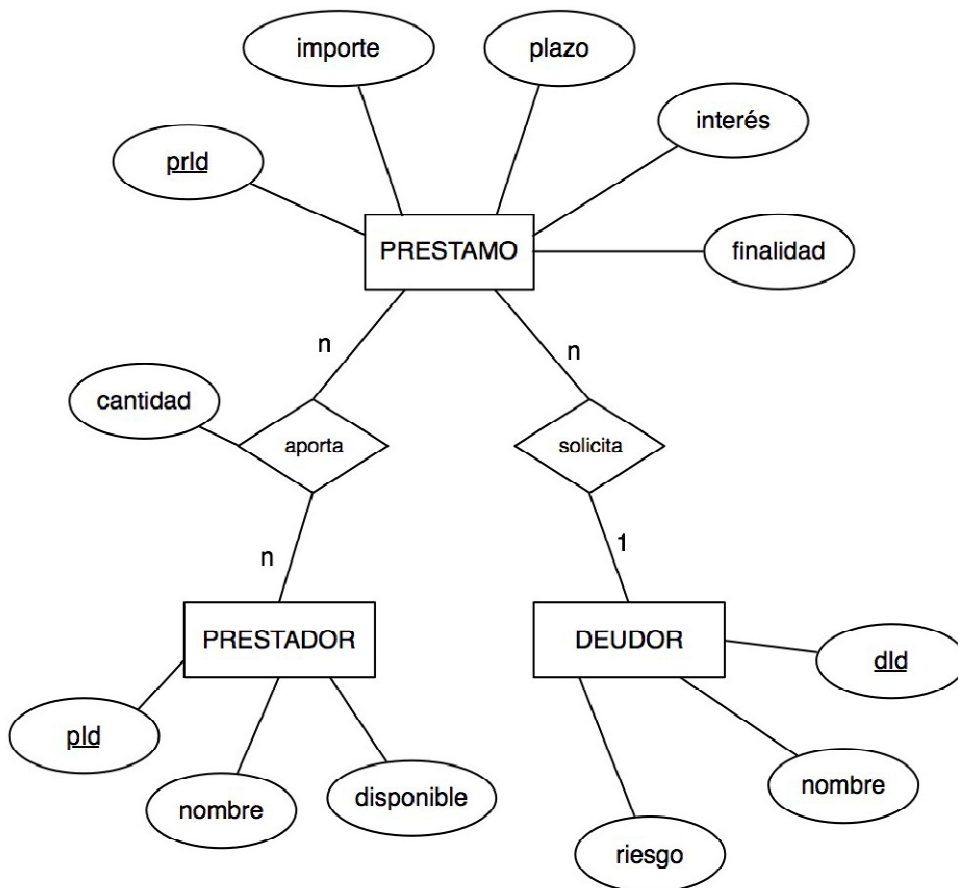 importe
plazo
interés
prId
PRESTAMO
finalidad
n
n
cantidad
aporta
solicita
n
1
PRESTADOR
DEUDOR
dId
pId
nombre
disponible
nombre
riesgo